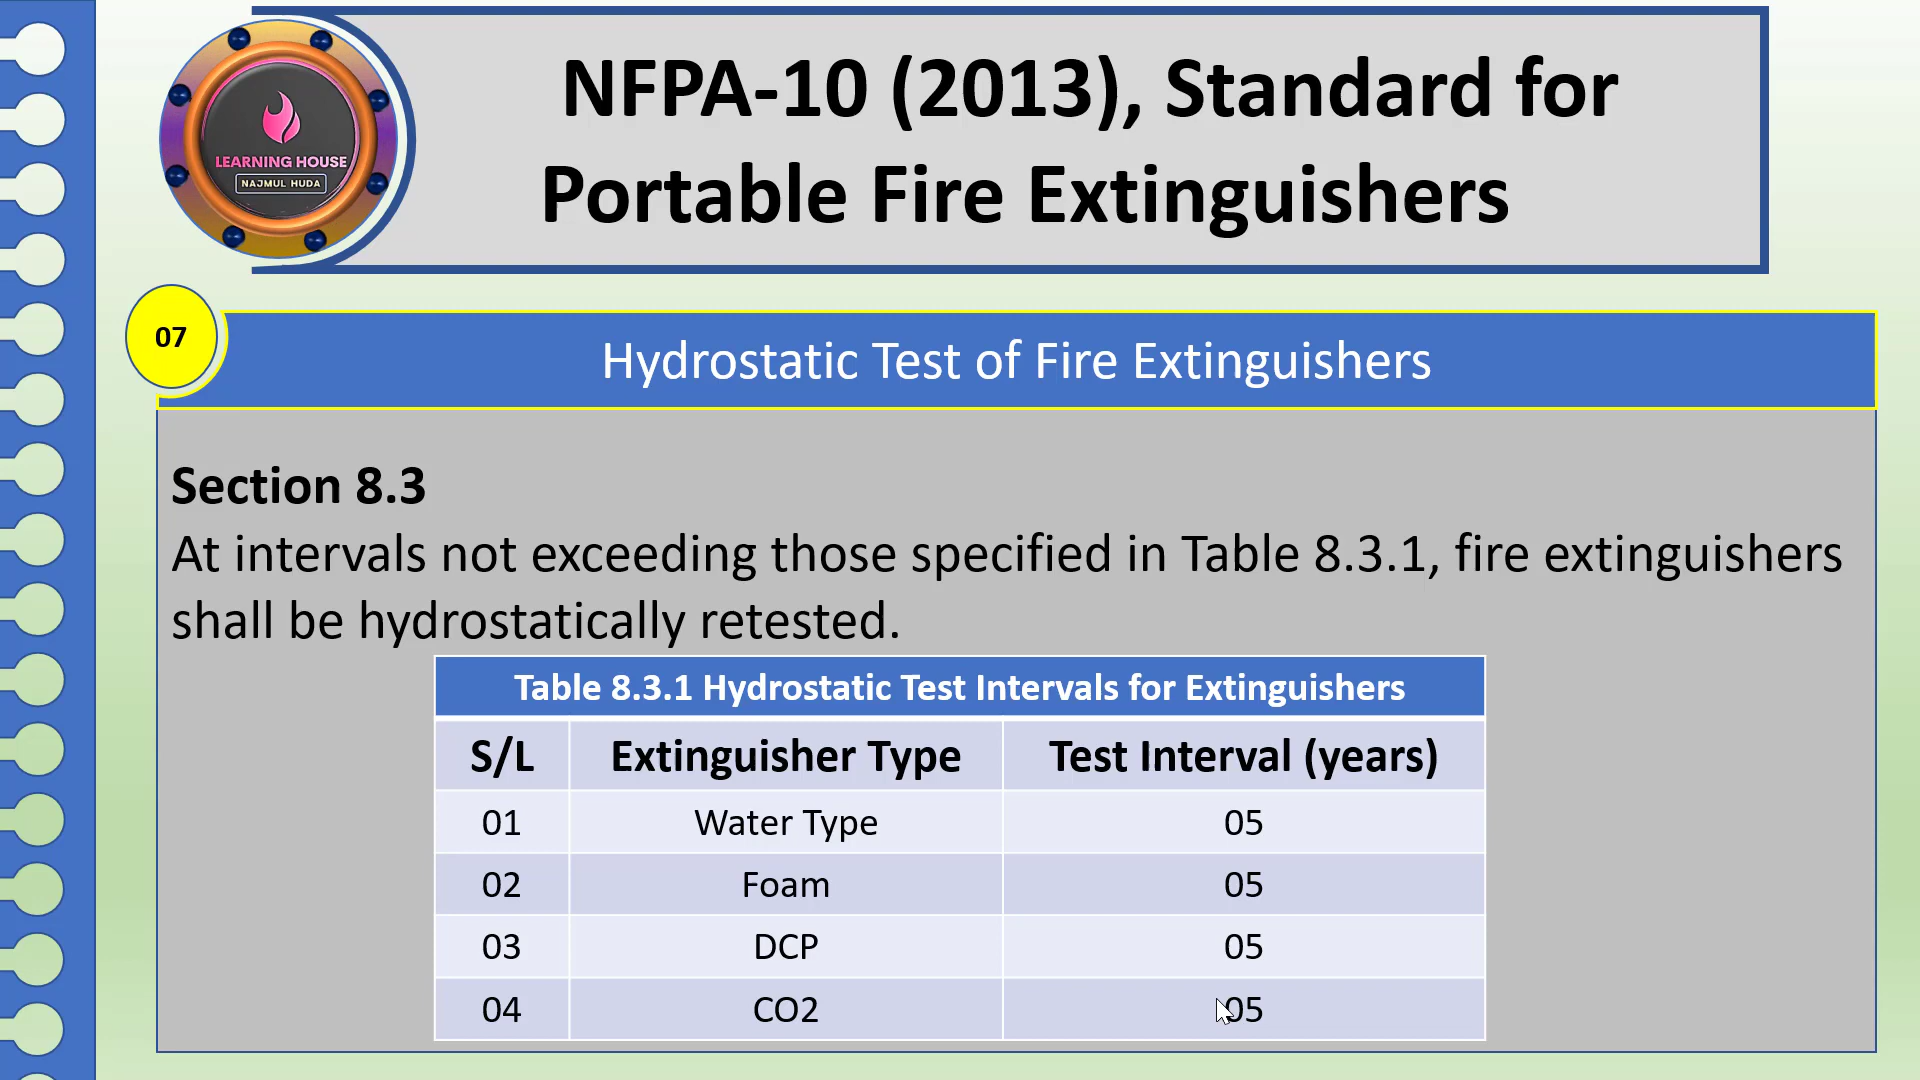 NFPA-10 (2013), Standard for
Portable Fire Extinguishers
LEARNING HOUSE
NAJMUL HUDA
07
Hydrostatic Test of Fire Extinguishers
Section 8.3
At intervals not exceeding those specified in Table 8.3.1, fire extinguishers
shall be hydrostatically retested.
Table 8.3.1 Hydrostatic Test Intervals for Extinguishers
S/L Extinguisher Type Test Interval (years)
01 Water Type 05
02 Foam 05
03 DCP 05
04 CO2 05